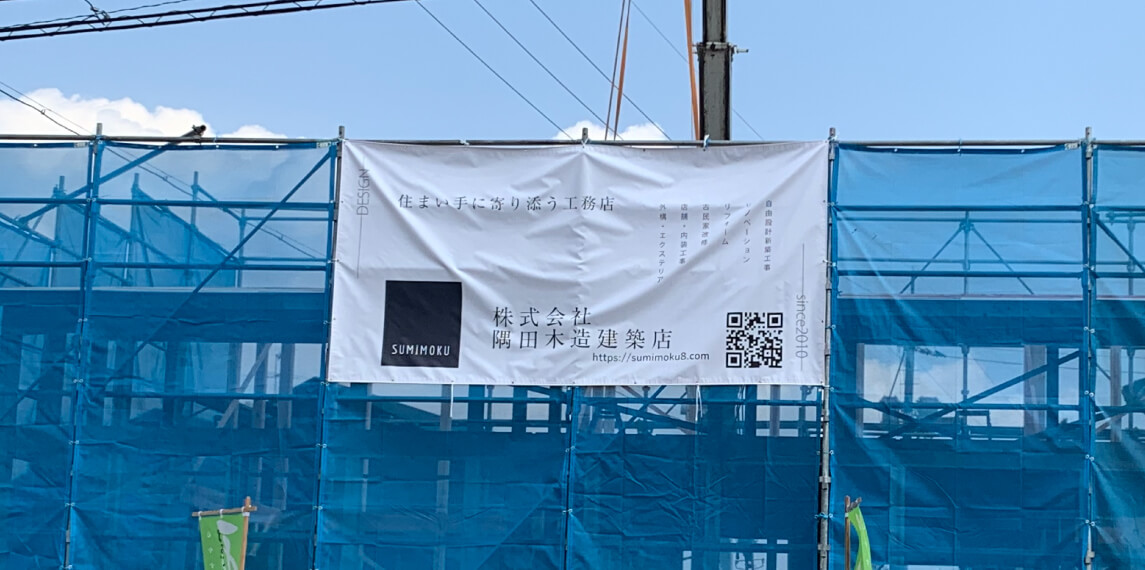 DESIGN
住まい手に寄り添う工務店
自由設計新築工事
リノベーション
リフォーム
古民家改修
店舗・内装工事
外構・エクステリア
SUMIMOKU
株式会社
隅田木造建築店
https://sumimoku8.com
since2010